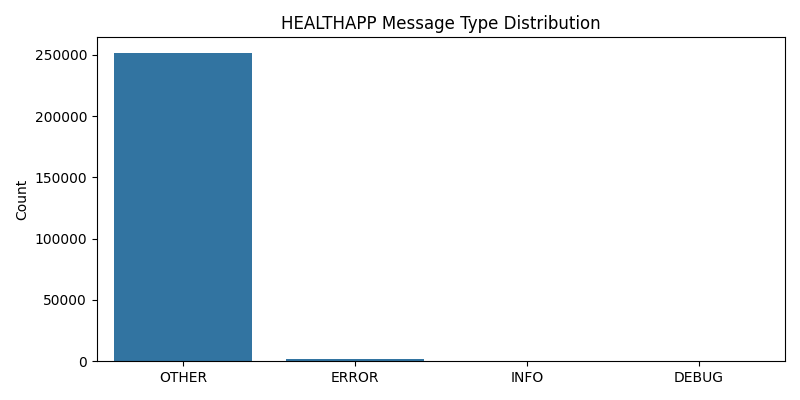 HEALTHAPP Message Type Distribution
250000
200000
150000
100000
50000
0
Count
OTHER ERROR INFO DEBUG